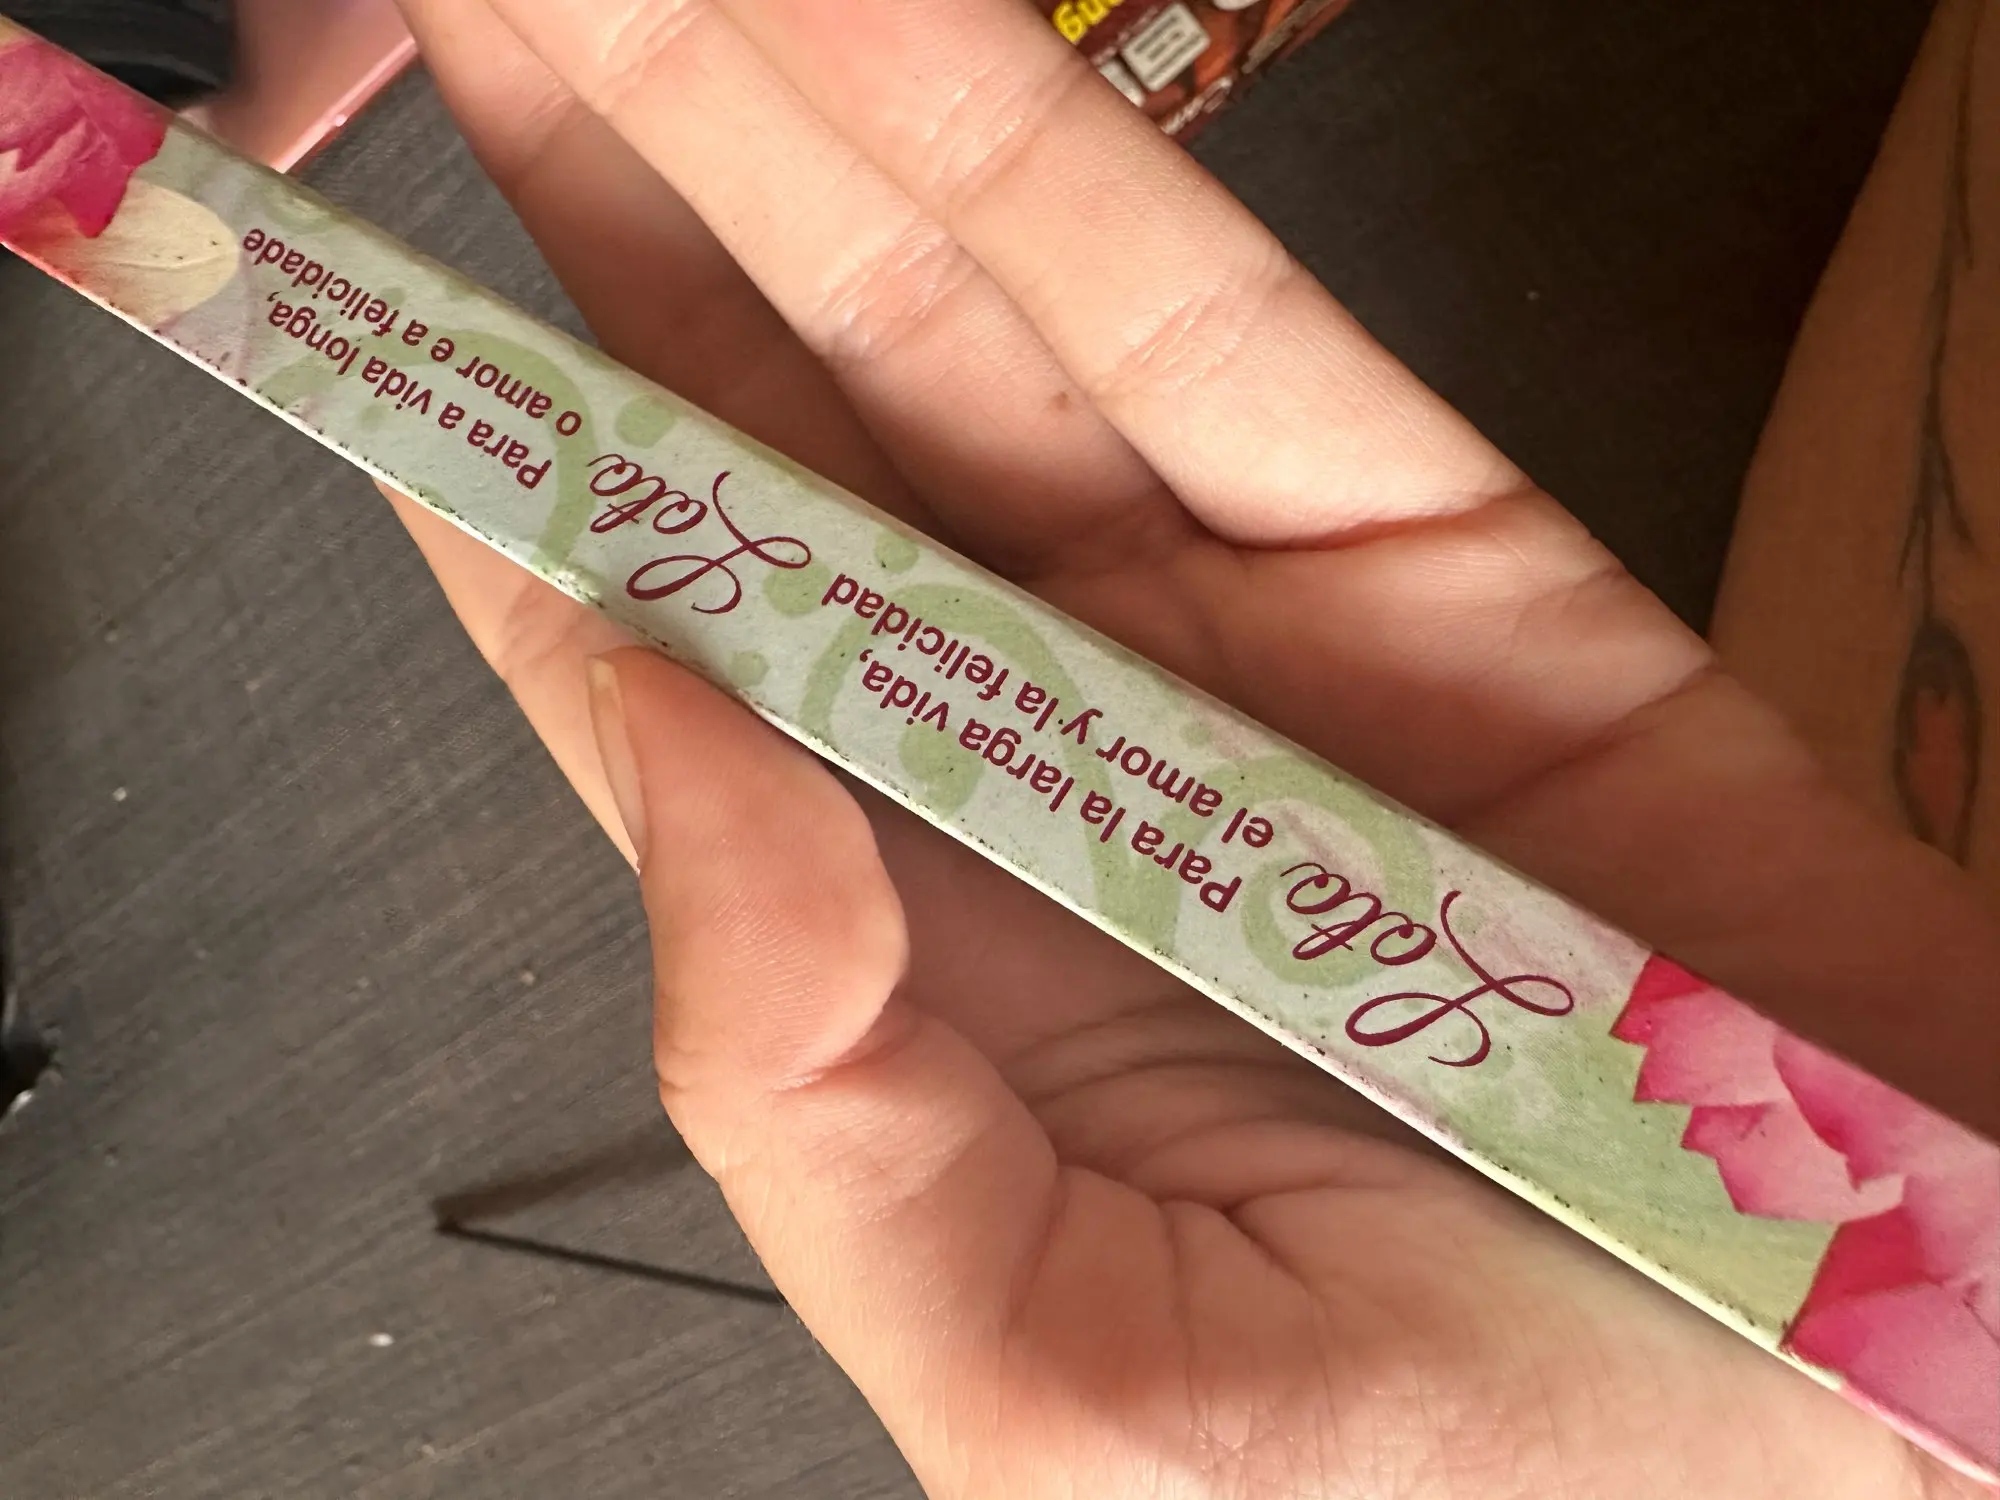 Loto
Para la larga vida,
el amor y la felicidad
Loto
Para a vida longa,
o amor e a felicidade